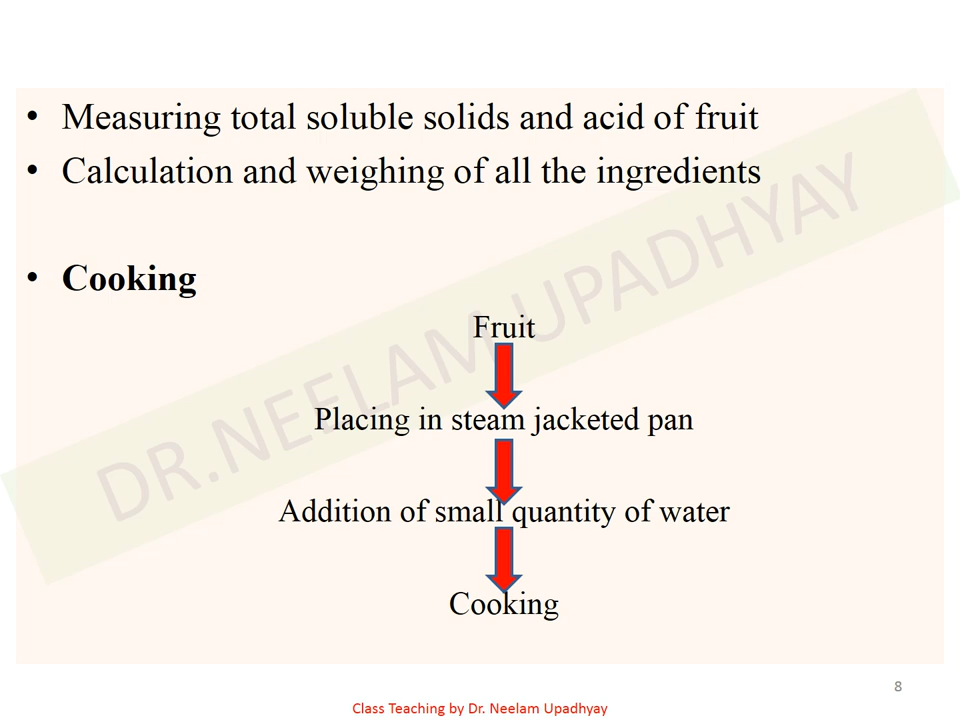 • Measuring total soluble solids and acid of fruit
• Calculation and weighing of all the ingredients
• Cooking
Fruit
Placing in steam jacketed pan
Addition of small quantity of water
Cooking
DR.NEELAM UPADHYAY
8
Class Teaching by Dr. Neelam Upadhyay